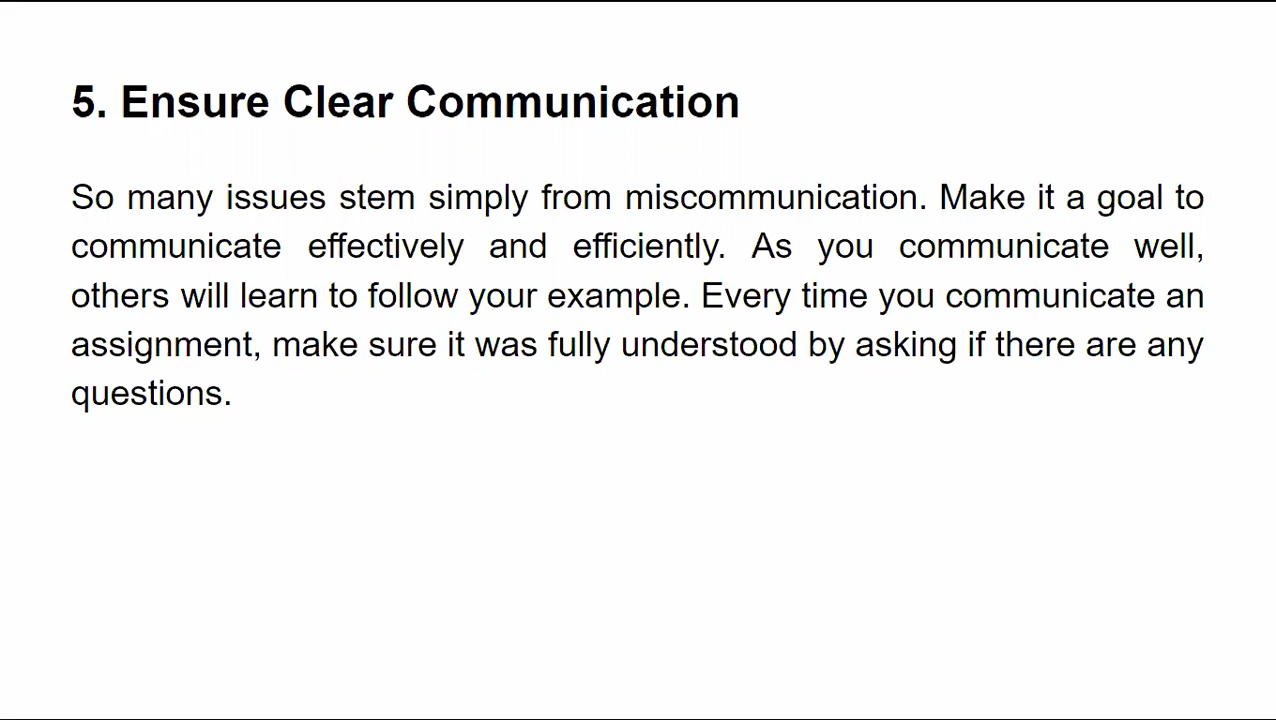 5. Ensure Clear Communication
So many issues stem simply from miscommunication. Make it a goal to
communicate effectively and efficiently. As you communicate well,
others will learn to follow your example. Every time you communicate an
assignment, make sure it was fully understood by asking if there are any
questions.